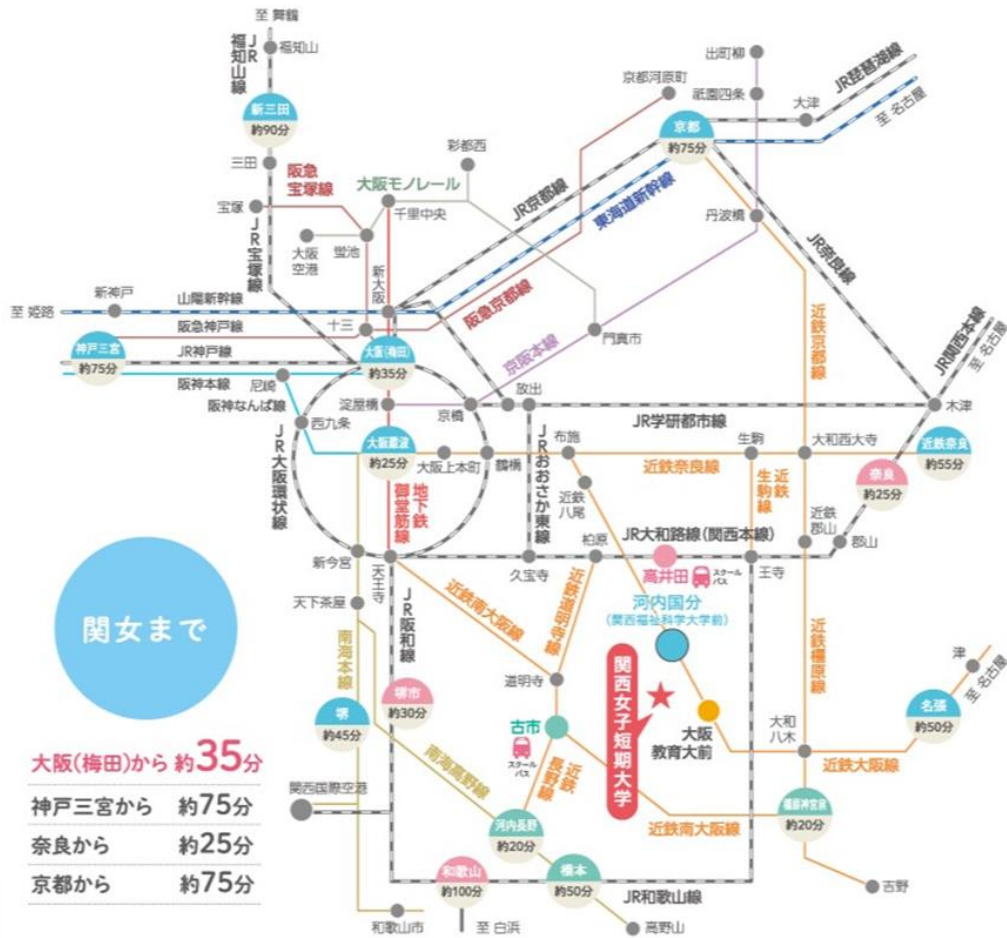 至 舞鶴
JR
福知山線
福知山
新三田
約90分
三田
宝塚
JR宝塚線
阪急
宝塚線
大阪モノレール
彩都西
千里中央
大阪
空港
蛍池
新大阪
出町柳
京都河原町
祇園四条
大津
JR琵琶湖線
至 名古屋
京都
約75分
JR京都線
東海道新幹線
丹波橋
JR奈良線
至 姫路
新神戸
山陽新幹線
十三
阪急神戸線
阪急京都線
京阪本線
門真市
近鉄京都線
JR関西本線
至 名古屋
神戸三宮
約75分
JR神戸線
大阪(梅田)
約35分
阪神本線
尼崎
阪神なんば線
西九条
淀屋橋
京橋
放出
JR学研都市線
木津
JR大阪環状線
大阪難波
約25分
大阪上本町
鶴橋
JRおおさか東線
布施
近鉄奈良線
生駒
大和西大寺
近鉄奈良
約55分
近鉄
八尾
近鉄
生駒線
奈良
約25分
地下鉄
御堂筋線
近鉄
郡山
郡山
新今宮
天王寺
久宝寺
柏原
JR大和路線(関西本線)
高井田
スクール
バス
王寺
天下茶屋
近鉄南大阪線
近鉄道明寺線
河内国分
(関西福祉科学大学前)
近鉄橿原線
南海本線
JR阪和線
道明寺
関西女子短期大学
津
至 名古屋
堺市
約30分
堺
約45分
古市
スクール
バス
大阪
教育大前
大和
八木
名張
約50分
近鉄大阪線
南海高野線
近鉄
長野線
関西国際空港
近鉄南大阪線
橿原神宮前
約20分
河内長野
約20分
和歌山
約100分
橋本
約50分
JR和歌山線
吉野
和歌山市
至 白浜
高野山
関女まで
大阪(梅田)から 約35分
神戸三宮から 約75分
奈良から 約25分
京都から 約75分